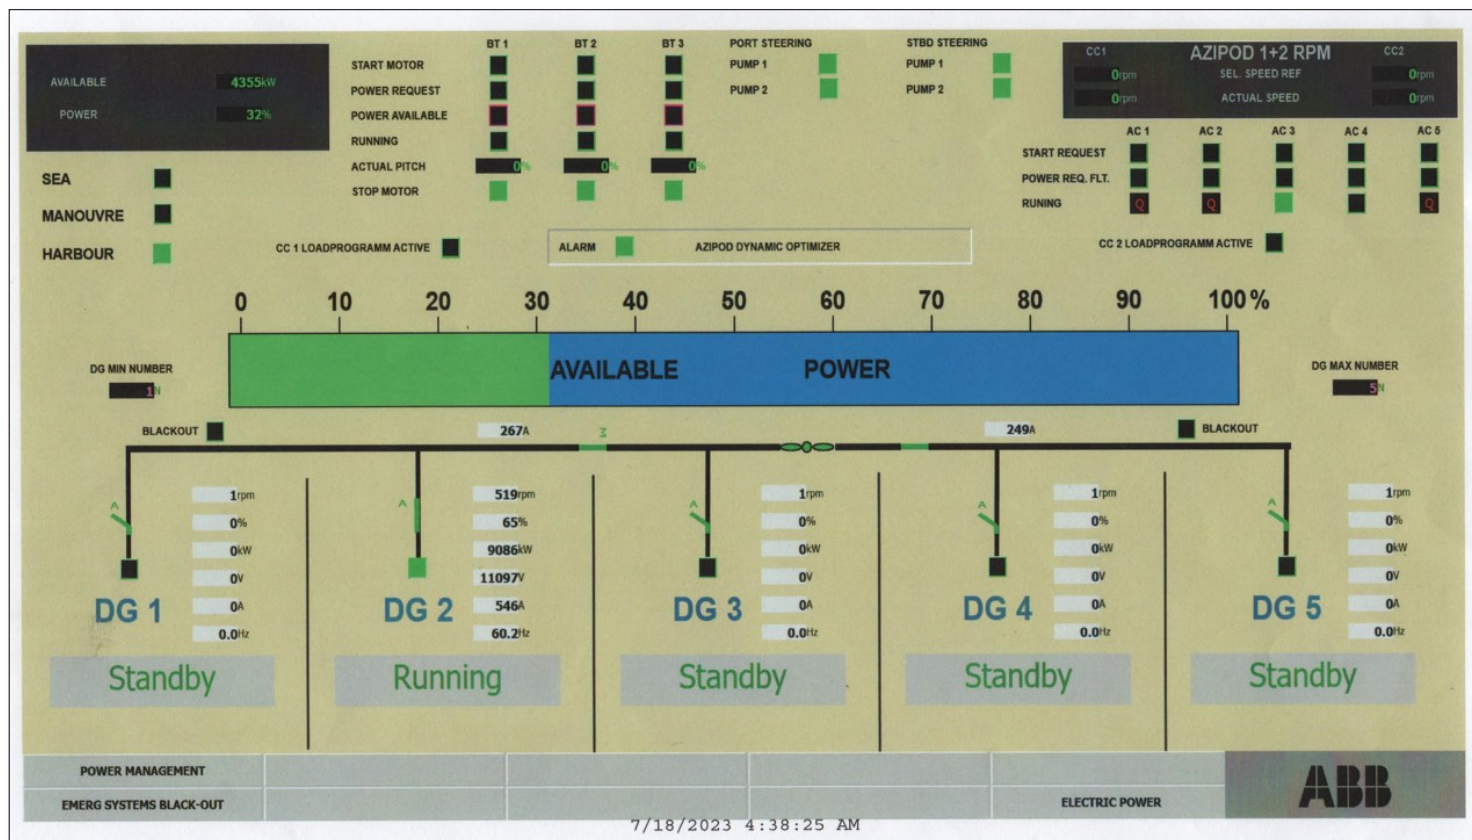 AVAILABLE 4355kW
POWER 32%
BT 1 BT 2 BT 3
START MOTOR
POWER REQUEST
POWER AVAILABLE
RUNNING
ACTUAL PITCH 0% 0% 0%
STOP MOTOR
PORT STEERING
PUMP 1
PUMP 2
STBD STEERING
PUMP 1
PUMP 2
CC1 AZIPOD 1+2 RPM CC2
0rpm SEL. SPEED REF 0rpm
0rpm ACTUAL SPEED 0rpm
AC 1 AC 2 AC 3 AC 4 AC 5
START REQUEST
POWER REQ. FLT.
RUNING Q Q Q
SEA
MANOUVRE
HARBOUR
CC 1 LOADPROGRAMM ACTIVE
ALARM AZIPOD DYNAMIC OPTIMIZER
CC 2 LOADPROGRAMM ACTIVE
0 10 20 30 40 50 60 70 80 90 100 %
AVAILABLE POWER
DG MIN NUMBER
1N
DG MAX NUMBER
5N
BLACKOUT 267A 249A BLACKOUT
A A A A A
1rpm 519rpm 1rpm 1rpm 1rpm
0% 65% 0% 0% 0%
0kW 9086kW 0kW 0kW 0kW
0V 11097V 0V 0V 0V
0A 546A 0A 0A 0A
0.0Hz 60.2Hz 0.0Hz 0.0Hz 0.0Hz
DG 1 DG 2 DG 3 DG 4 DG 5
Standby Running Standby Standby Standby
POWER MANAGEMENT
EMERG SYSTEMS BLACK-OUT
ELECTRIC POWER
ABB
7/18/2023 4:38:25 AM